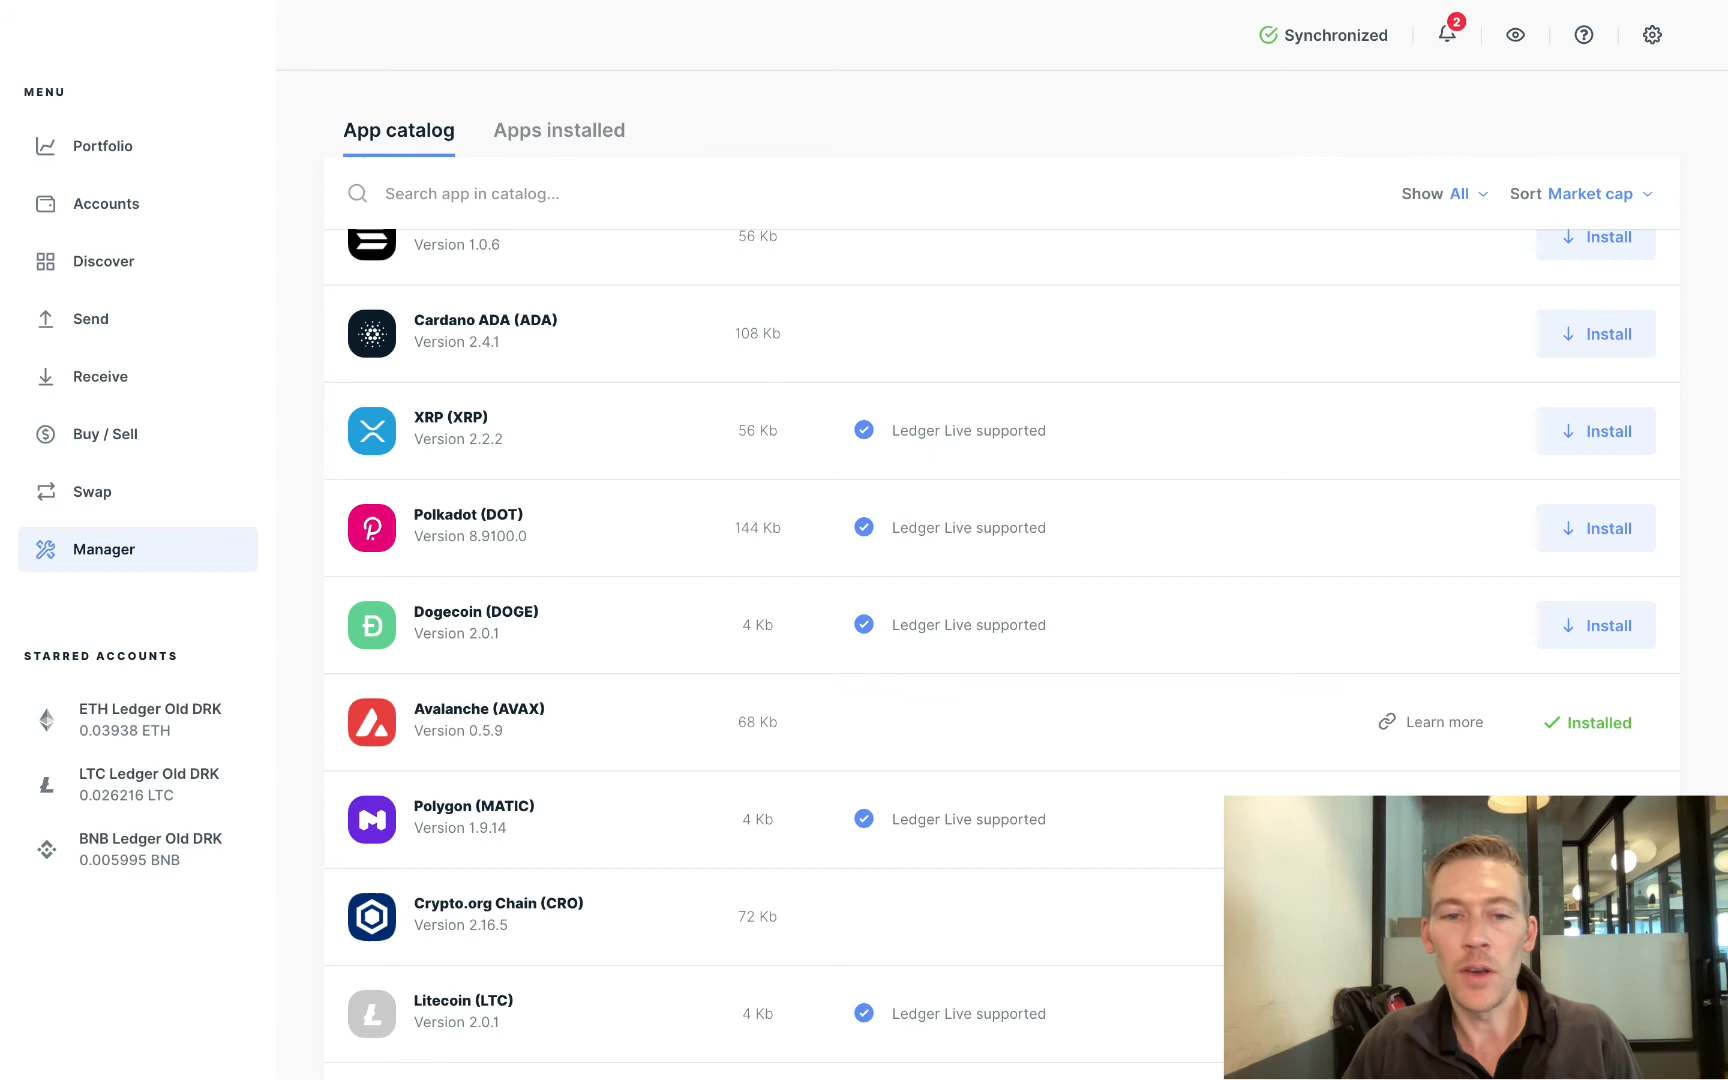 Synchronized
2
MENU
Portfolio
Accounts
Discover
Send
Receive
Buy / Sell
Swap
Manager
STARRED ACCOUNTS
ETH Ledger Old DRK
0.03938 ETH
LTC Ledger Old DRK
0.026216 LTC
BNB Ledger Old DRK
0.005995 BNB
App catalog Apps installed
Search app in catalog...
Show All Sort Market cap
Version 1.0.6 56 Kb Install
Cardano ADA (ADA)
Version 2.4.1
108 Kb
Install
XRP (XRP)
Version 2.2.2
56 Kb
Ledger Live supported
Install
Polkadot (DOT)
Version 8.9100.0
144 Kb
Ledger Live supported
Install
Dogecoin (DOGE)
Version 2.0.1
4 Kb
Ledger Live supported
Install
Avalanche (AVAX)
Version 0.5.9
68 Kb
Learn more
Installed
Polygon (MATIC)
Version 1.9.14
4 Kb
Ledger Live supported
Crypto.org Chain (CRO)
Version 2.16.5
72 Kb
Litecoin (LTC)
Version 2.0.1
4 Kb
Ledger Live supported